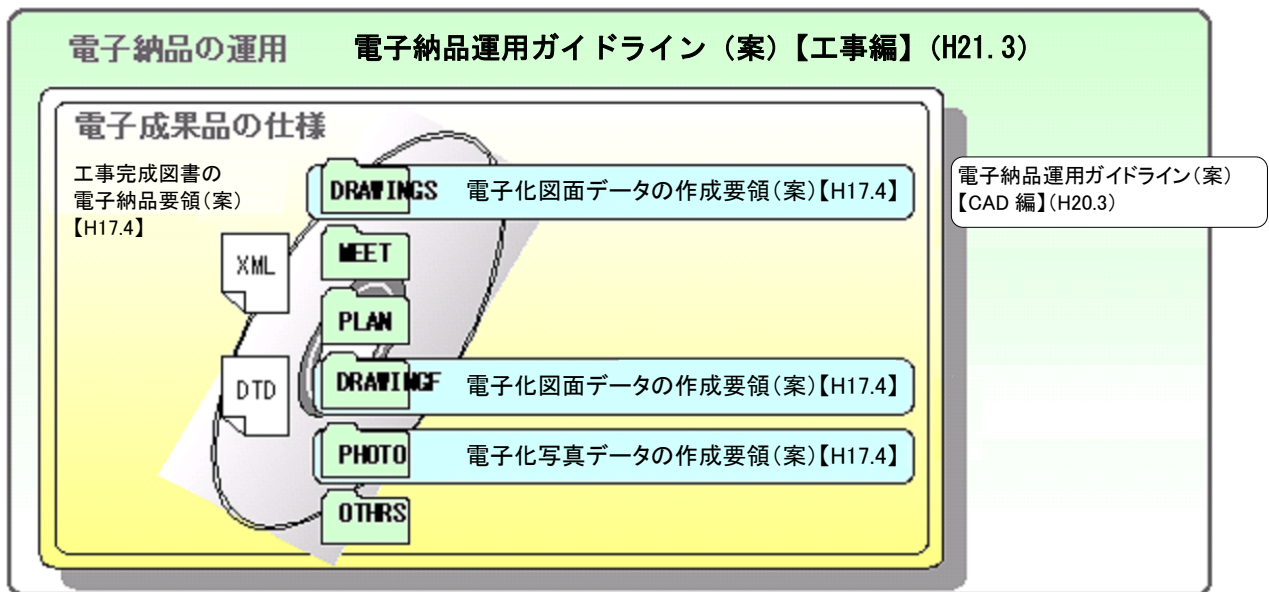 電子納品の運用 電子納品運用ガイドライン（案）【工事編】(H21.3)
電子成果品の仕様
工事完成図書の
電子納品要領（案）
【H17.4】
DRAWINGS 電子化図面データの作成要領（案）【H17.4】
電子納品運用ガイドライン（案）
【CAD 編】（H20.3）
XML
MEET
PLAN
DTD
DRAWINGF 電子化図面データの作成要領（案）【H17.4】
PHOTO 電子化写真データの作成要領（案）【H17.4】
OTHRS